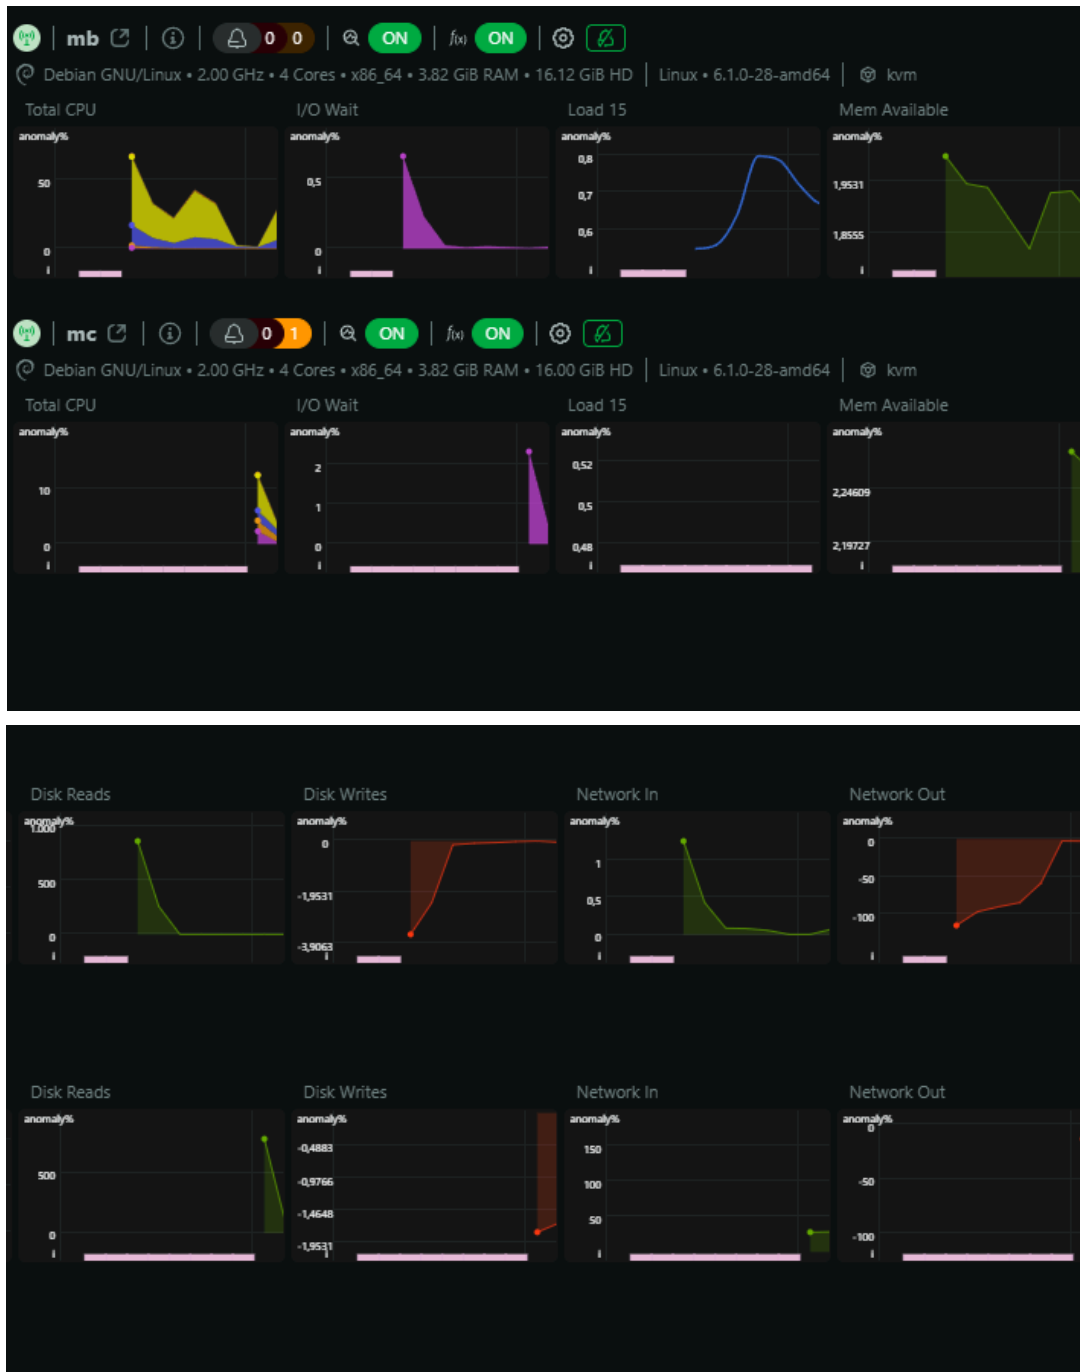 mb 0 0 ON f(x) ON
Debian GNU/Linux • 2.00 GHz • 4 Cores • x86_64 • 3.82 GiB RAM • 16.12 GiB HD Linux • 6.1.0-28-amd64 kvm
Total CPU I/O Wait Load 15 Mem Available
anomaly% anomaly% anomaly% anomaly%
50 0,5 0,8 1,9531
0 0 0,7 1,8555
0,6
i i i i
mc 0 1 ON f(x) ON
Debian GNU/Linux • 2.00 GHz • 4 Cores • x86_64 • 3.82 GiB RAM • 16.00 GiB HD Linux • 6.1.0-28-amd64 kvm
Total CPU I/O Wait Load 15 Mem Available
anomaly% anomaly% anomaly% anomaly%
10 2 0,52 2,24609
0 1 0,5 2,19727
0 0,48
i i i i
Disk Reads Disk Writes Network In Network Out
anomaly% anomaly% anomaly% anomaly%
1.000 0 1 0
500 -1,9531 0,5 -50
0 -3,9063 0 -100
i i i i
Disk Reads Disk Writes Network In Network Out
anomaly% anomaly% anomaly% anomaly%
500 -0,4883 150 0
0 -0,9766 100 -50
-1,4648 50 -100
-1,9531
i i i i